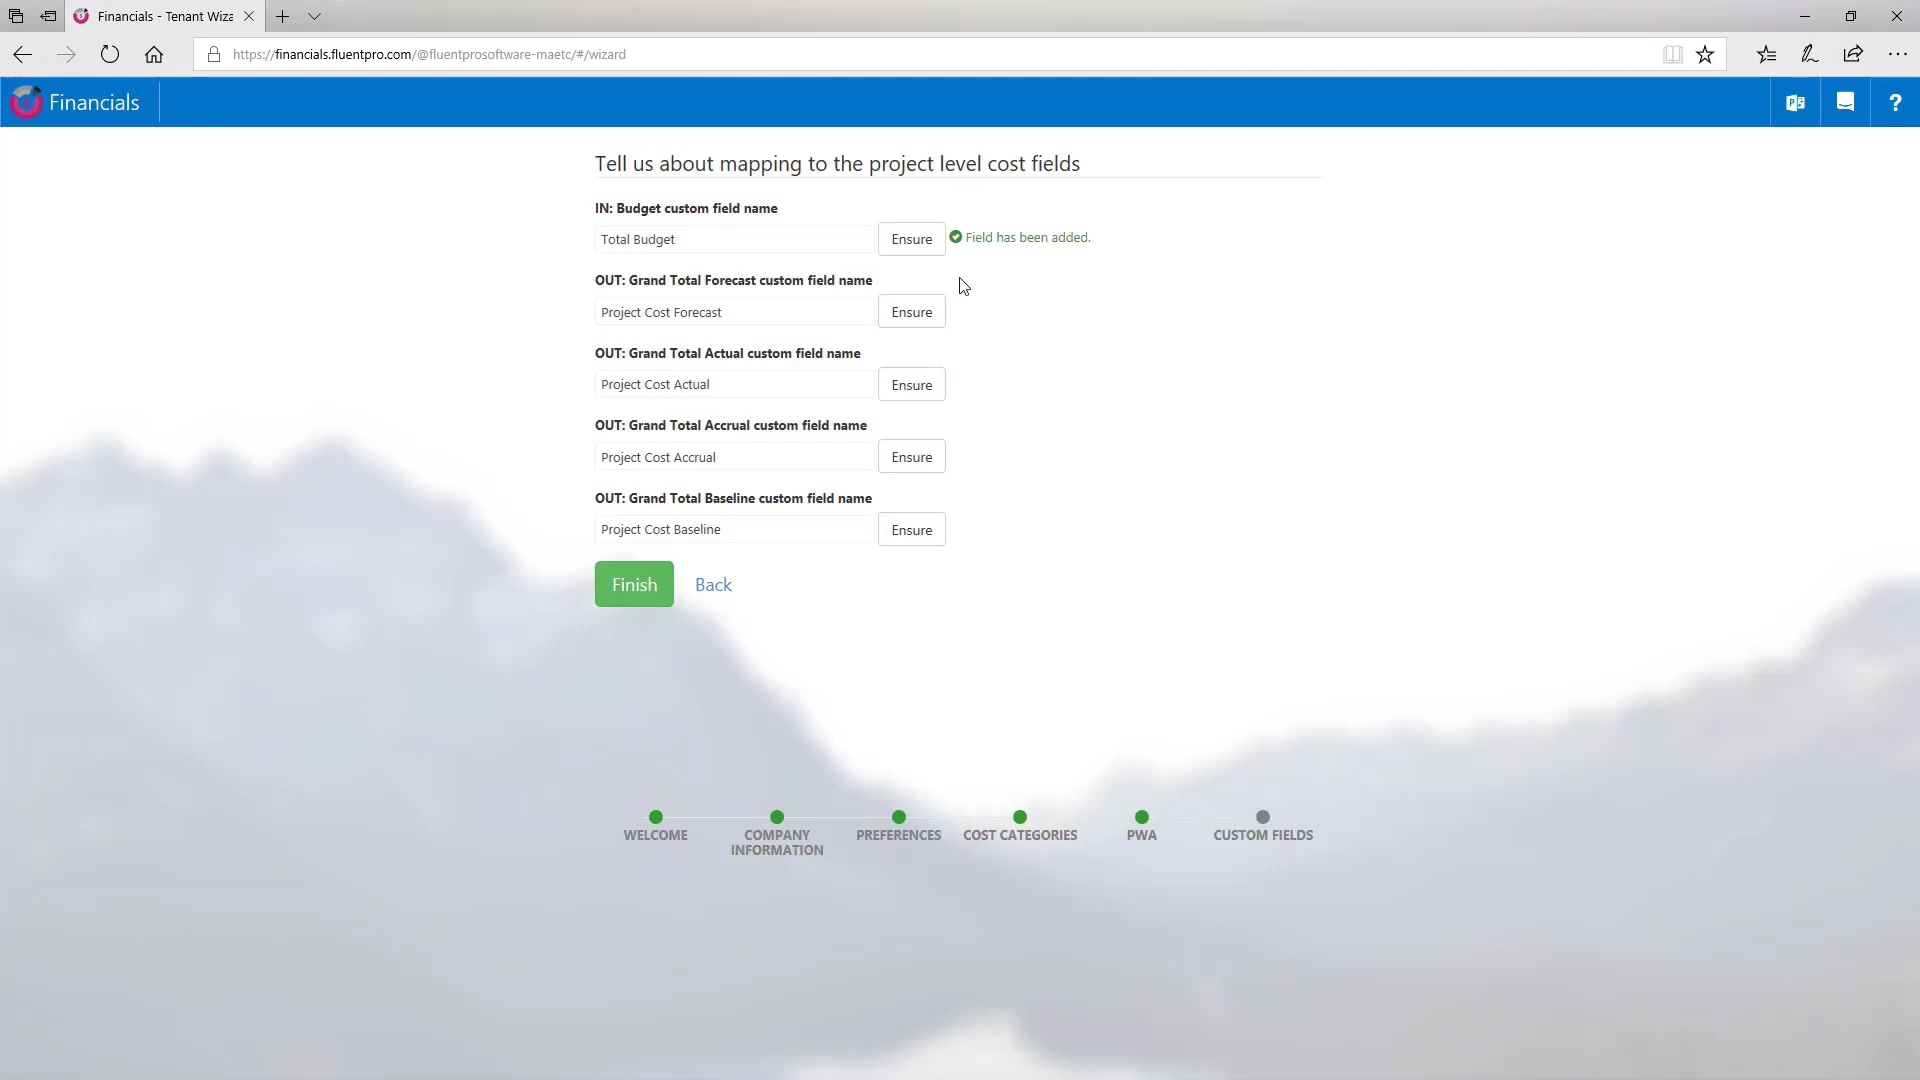 Financials - Tenant Wiza
https://financials.fluentpro.com/@fluentprosoftware-maetc/#/wizard
Financials
?
Tell us about mapping to the project level cost fields
IN: Budget custom field name
Total Budget
Ensure
Field has been added.
OUT: Grand Total Forecast custom field name
Project Cost Forecast
Ensure
OUT: Grand Total Actual custom field name
Project Cost Actual
Ensure
OUT: Grand Total Accrual custom field name
Project Cost Accrual
Ensure
OUT: Grand Total Baseline custom field name
Project Cost Baseline
Ensure
Finish
Back
WELCOME
COMPANY
INFORMATION
PREFERENCES
COST CATEGORIES
PWA
CUSTOM FIELDS